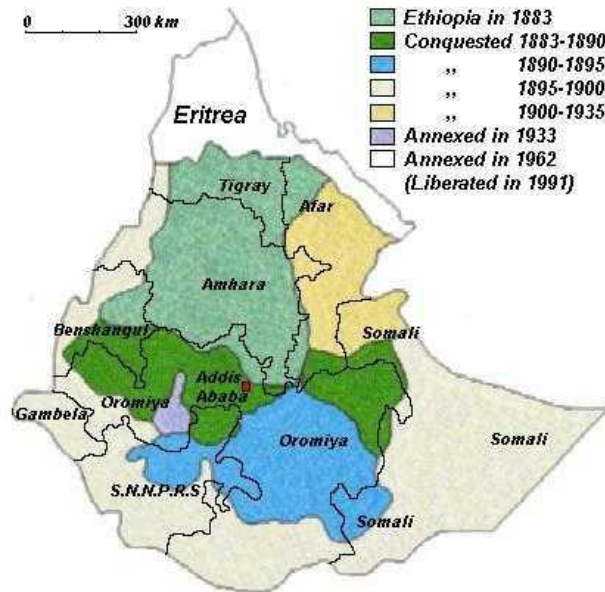 0 300 km
Ethiopia in 1883
Conquested 1883-1890
,, 1890-1895
,, 1895-1900
,, 1900-1935
Annexed in 1933
Annexed in 1962
(Liberated in 1991)
Eritrea
Tigray
Afar
Amhara
Benshangul
Somali
Addis
Ababa
Oromiya
Gambela
Oromiya
Somali
S.N.N.P.R.S
Somali